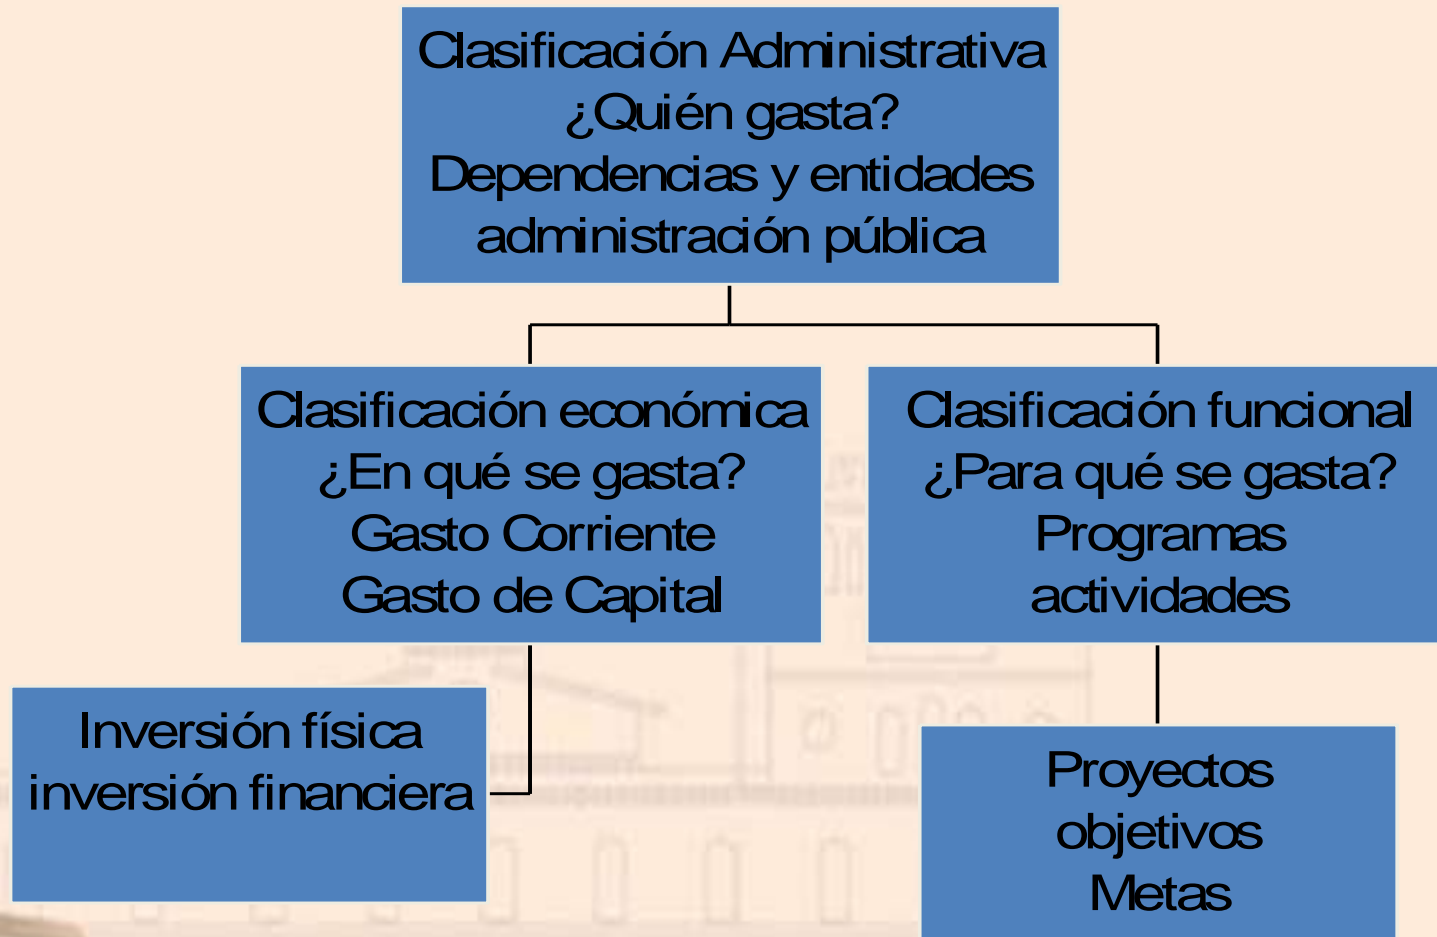 Clasificación Administrativa
¿Quién gasta?
Dependencias y entidades
administración pública
Clasificación económica
¿En qué se gasta?
Gasto Corriente
Gasto de Capital
Clasificación funcional
¿Para qué se gasta?
Programas
actividades
Inversión física
inversión financiera
Proyectos
objetivos
Metas